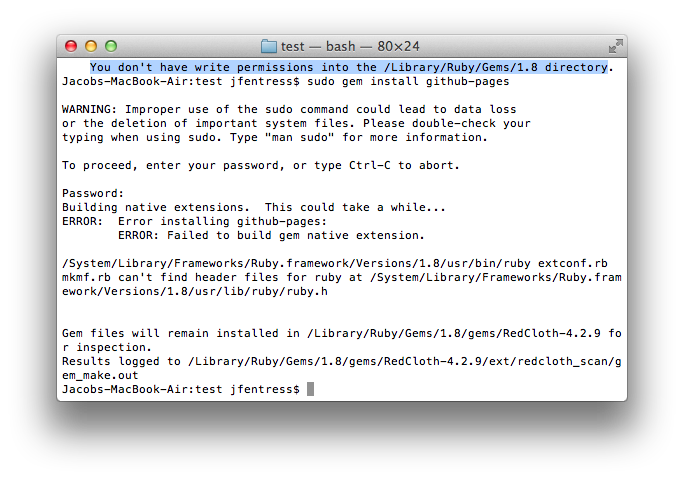 test — bash — 80×24
You don't have write permissions into the /Library/Ruby/Gems/1.8 directory.
Jacobs-MacBook-Air:test jfentress$ sudo gem install github-pages
WARNING: Improper use of the sudo command could lead to data loss
or the deletion of important system files. Please double-check your
typing when using sudo. Type "man sudo" for more information.
To proceed, enter your password, or type Ctrl-C to abort.
Password:
Building native extensions.  This could take a while...
ERROR:  Error installing github-pages:
ERROR: Failed to build gem native extension.
/System/Library/Frameworks/Ruby.framework/Versions/1.8/usr/bin/ruby extconf.rb
mkmf.rb can't find header files for ruby at /System/Library/Frameworks/Ruby.fram
ework/Versions/1.8/usr/lib/ruby/ruby.h
Gem files will remain installed in /Library/Ruby/Gems/1.8/gems/RedCloth-4.2.9 fo
r inspection.
Results logged to /Library/Ruby/Gems/1.8/gems/RedCloth-4.2.9/ext/redcloth_scan/g
em_make.out
Jacobs-MacBook-Air:test jfentress$